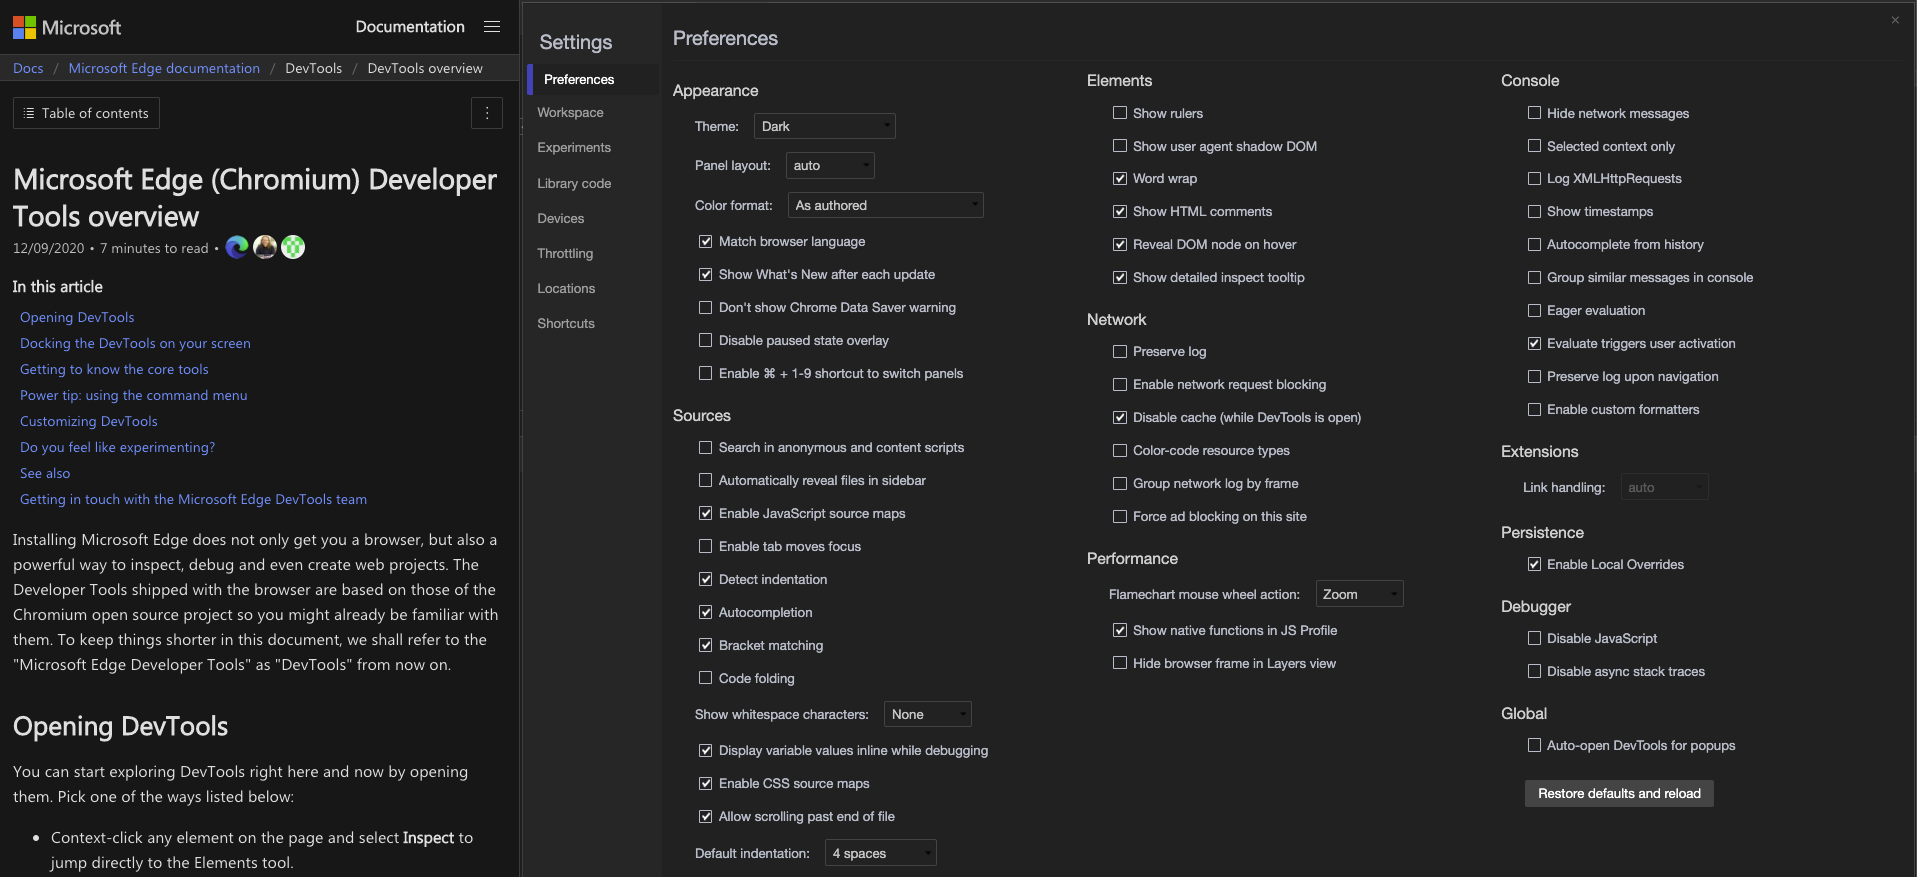 Microsoft
Documentation
Docs / Microsoft Edge documentation / DevTools / DevTools overview
Table of contents
Microsoft Edge (Chromium) Developer
Tools overview
12/09/2020 • 7 minutes to read •
In this article
Opening DevTools
Docking the DevTools on your screen
Getting to know the core tools
Power tip: using the command menu
Customizing DevTools
Do you feel like experimenting?
See also
Getting in touch with the Microsoft Edge DevTools team
Installing Microsoft Edge does not only get you a browser, but also a
powerful way to inspect, debug and even create web projects. The
Developer Tools shipped with the browser are based on those of the
Chromium open source project so you might already be familiar with
them. To keep things shorter in this document, we shall refer to the
"Microsoft Edge Developer Tools" as "DevTools" from now on.
Opening DevTools
You can start exploring DevTools right here and now by opening
them. Pick one of the ways listed below:
• Context-click any element on the page and select Inspect to
jump directly to the Elements tool.
Settings
Preferences
Workspace
Experiments
Library code
Devices
Throttling
Locations
Shortcuts
Preferences
Appearance
Theme: Dark
Panel layout: auto
Color format: As authored
Match browser language
Show What's New after each update
Don't show Chrome Data Saver warning
Disable paused state overlay
Enable ⌘ + 1-9 shortcut to switch panels
Sources
Search in anonymous and content scripts
Automatically reveal files in sidebar
Enable JavaScript source maps
Enable tab moves focus
Detect indentation
Autocompletion
Bracket matching
Code folding
Show whitespace characters: None
Display variable values inline while debugging
Enable CSS source maps
Allow scrolling past end of file
Default indentation: 4 spaces
Elements
Show rulers
Show user agent shadow DOM
Word wrap
Show HTML comments
Reveal DOM node on hover
Show detailed inspect tooltip
Network
Preserve log
Enable network request blocking
Disable cache (while DevTools is open)
Color-code resource types
Group network log by frame
Force ad blocking on this site
Performance
Flamechart mouse wheel action: Zoom
Show native functions in JS Profile
Hide browser frame in Layers view
Console
Hide network messages
Selected context only
Log XMLHttpRequests
Show timestamps
Autocomplete from history
Group similar messages in console
Eager evaluation
Evaluate triggers user activation
Preserve log upon navigation
Enable custom formatters
Extensions
Link handling: auto
Persistence
Enable Local Overrides
Debugger
Disable JavaScript
Disable async stack traces
Global
Auto-open DevTools for popups
Restore defaults and reload